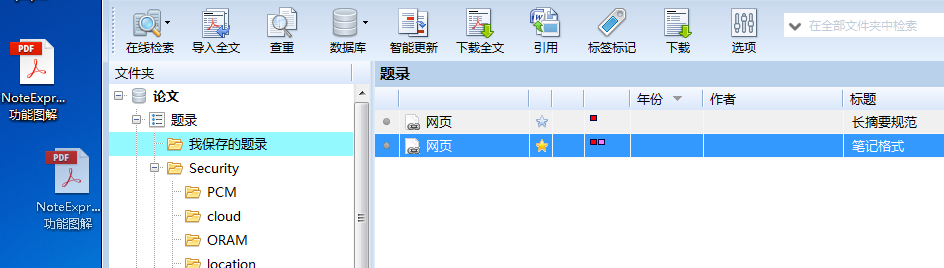 在线检索
导入全文
查重
数据库
智能更新
下载全文
引用
标签标记
下载
选项
在全部文件夹中检索
PDF
NoteExpr...
功能图解
PDF
NoteExpr...
功能图解
文件夹
论文
题录
我保存的题录
Security
PCM
cloud
ORAM
location
题录
年份 作者 标题
网页 长摘要规范
网页 笔记格式